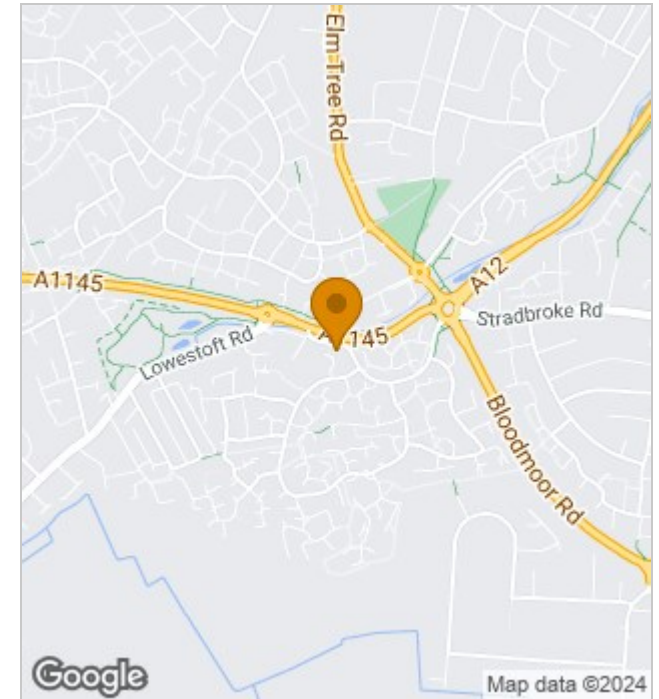 Elm Tree Rd
A1145
A12
Stradbroke Rd
Lowestoft Rd
145
Bloodmoor Rd
Google
Map data ©2024